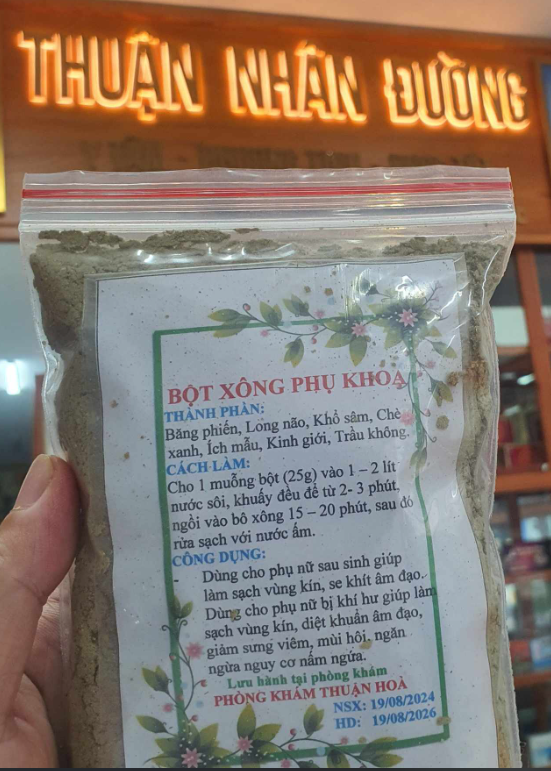 THUẬN NHÂN ĐƯỜNG
BỘT XÔNG PHỤ KHOA
THÀNH PHẦN:
Băng phiến, Long não, Khổ sâm, Chè
xanh, Ích mẫu, Kinh giới, Trầu không.
CÁCH LÀM:
Cho 1 muỗng bột (25g) vào 1 – 2 lít
nước sôi, khuấy đều để từ 2- 3 phút,
ngồi vào bô xông 15 – 20 phút, sau đó
rửa sạch với nước ấm.
CÔNG DỤNG:
- Dùng cho phụ nữ sau sinh giúp
làm sạch vùng kín, se khít âm đạo.
Dùng cho phụ nữ bị khí hư giúp làm
sạch vùng kín, diệt khuẩn âm đạo,
giảm sưng viêm, mùi hôi, ngăn
ngừa nguy cơ nấm ngứa.
Lưu hành tại phòng khám
PHÒNG KHÁM THUẬN HOÀ
NSX: 19/08/2024
HD: 19/08/2026